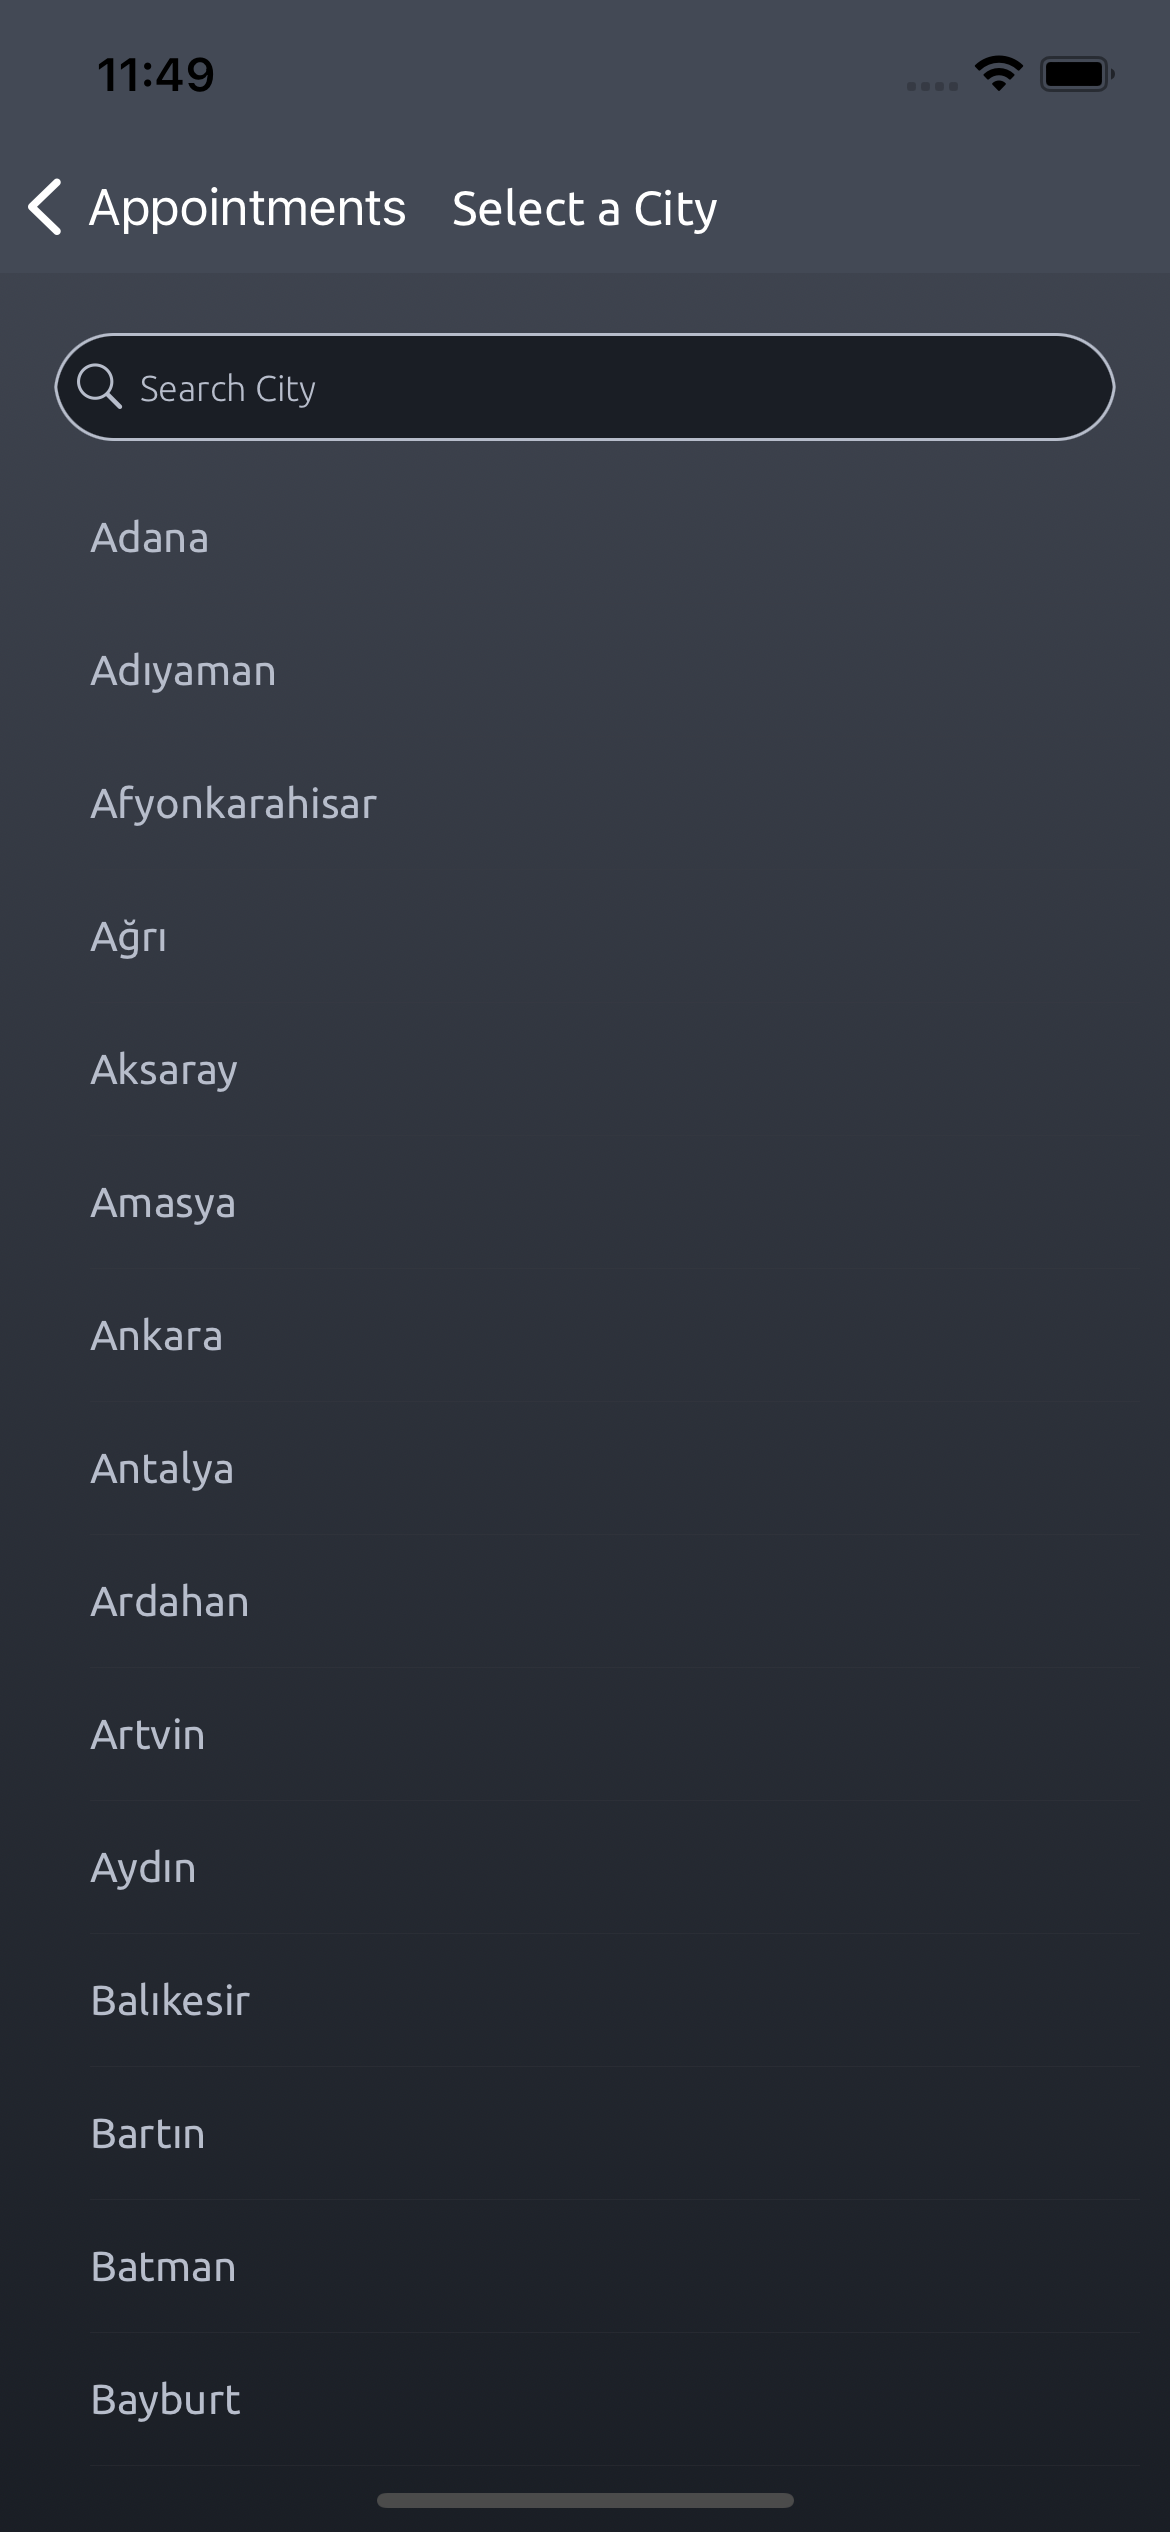 11:49
Appointments Select a City
Search City
Adana
Adıyaman
Afyonkarahisar
Ağrı
Aksaray
Amasya
Ankara
Antalya
Ardahan
Artvin
Aydın
Balıkesir
Bartın
Batman
Bayburt